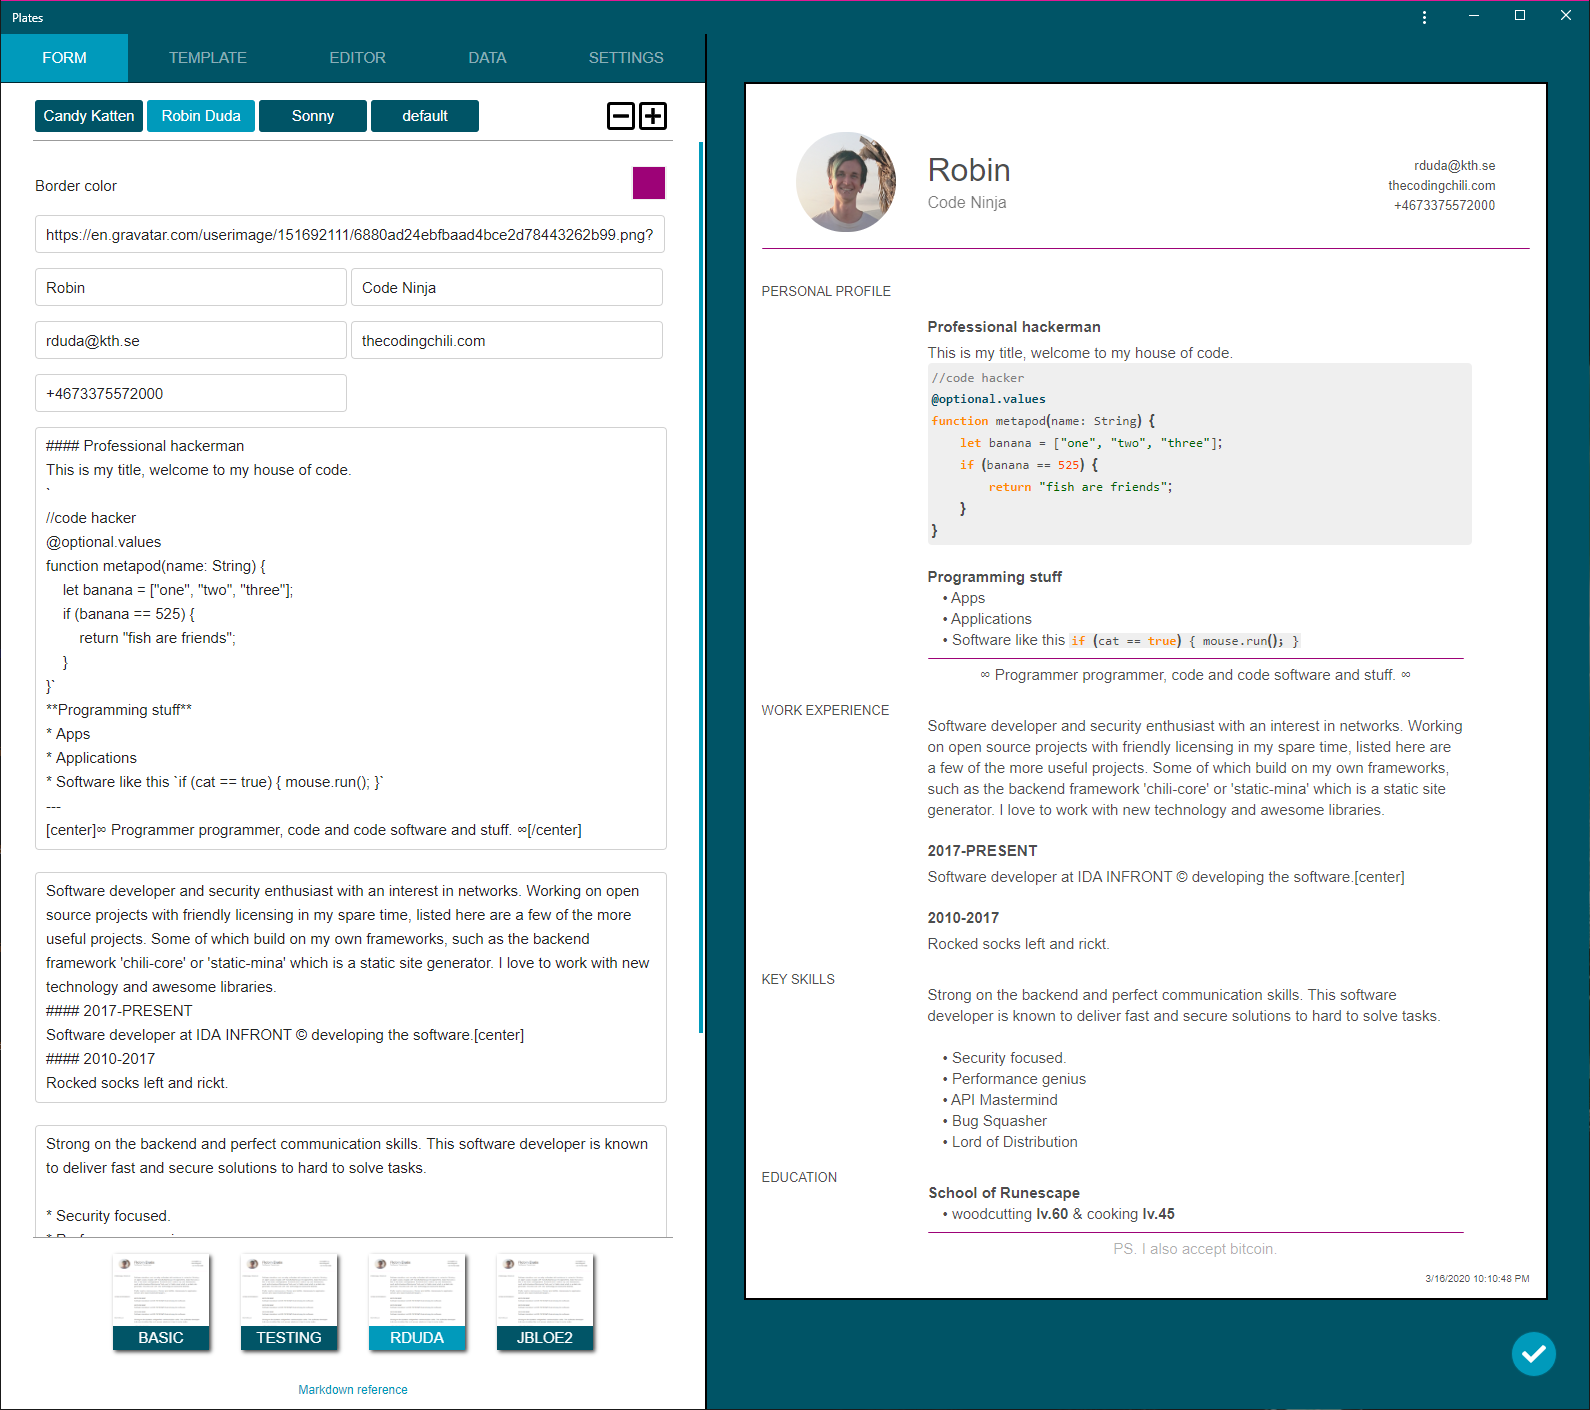 Plates
FORM
TEMPLATE
EDITOR
DATA
SETTINGS
Candy Katten
Robin Duda
Sonny
default
Border color
https://en.gravatar.com/userimage/151692111/6880ad24ebfbaad4bce2d78443262b99.png?
Robin
Code Ninja
rduda@kth.se
thecodingchili.com
+4673375572000
#### Professional hackerman
This is my title, welcome to my house of code.
`
//code hacker
@optional.values
function metapod(name: String) {
    let banana = ["one", "two", "three"];
    if (banana == 525) {
        return "fish are friends";
    }
}`
**Programming stuff**
* Apps
* Applications
* Software like this `if (cat == true) { mouse.run(); }`
---
[center]∞ Programmer programmer, code and code software and stuff. ∞[/center]
Software developer and security enthusiast with an interest in networks. Working on open
source projects with friendly licensing in my spare time, listed here are a few of the more
useful projects. Some of which build on my own frameworks, such as the backend
framework 'chili-core' or 'static-mina' which is a static site generator. I love to work with new
technology and awesome libraries.
#### 2017-PRESENT
Software developer at IDA INFRONT © developing the software.[center]
#### 2010-2017
Rocked socks left and rickt.
Strong on the backend and perfect communication skills. This software developer is known
to deliver fast and secure solutions to hard to solve tasks.
* Security focused.
BASIC
TESTING
RDUDA
JBLOE2
Markdown reference
Robin
Code Ninja
rduda@kth.se
thecodingchili.com
+4673375572000
PERSONAL PROFILE
Professional hackerman
This is my title, welcome to my house of code.
//code hacker
@optional.values
function metapod(name: String) {
    let banana = ["one", "two", "three"];
    if (banana == 525) {
        return "fish are friends";
    }
}
Programming stuff
• Apps
• Applications
• Software like this if (cat == true) { mouse.run(); }
∞ Programmer programmer, code and code software and stuff. ∞
WORK EXPERIENCE
Software developer and security enthusiast with an interest in networks. Working
on open source projects with friendly licensing in my spare time, listed here are
a few of the more useful projects. Some of which build on my own frameworks,
such as the backend framework 'chili-core' or 'static-mina' which is a static site
generator. I love to work with new technology and awesome libraries.
2017-PRESENT
Software developer at IDA INFRONT © developing the software.[center]
2010-2017
Rocked socks left and rickt.
KEY SKILLS
Strong on the backend and perfect communication skills. This software
developer is known to deliver fast and secure solutions to hard to solve tasks.
• Security focused.
• Performance genius
• API Mastermind
• Bug Squasher
• Lord of Distribution
EDUCATION
School of Runescape
• woodcutting lv.60 & cooking lv.45
PS. I also accept bitcoin.
3/16/2020 10:10:48 PM